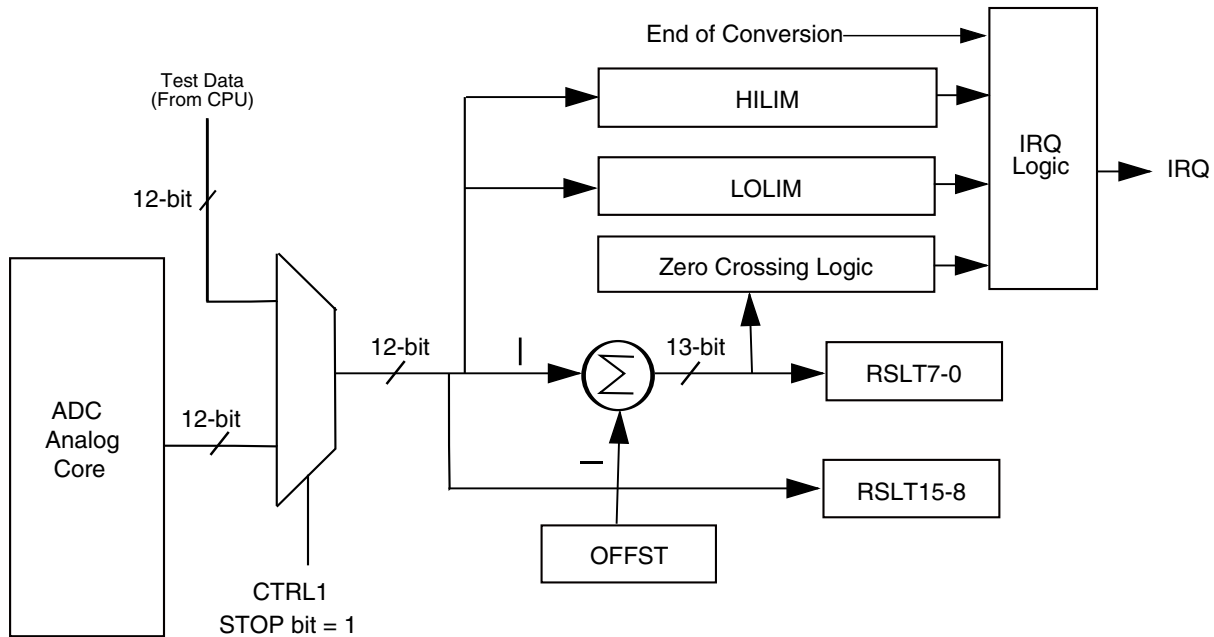 End of Conversion
Test Data
(From CPU)
HILIM
IRQ
Logic
IRQ
12-bit
LOLIM
Zero Crossing Logic
12-bit
13-bit
RSLT7-0
ADC
Analog
Core
12-bit
Σ
RSLT15-8
OFFST
CTRL1
STOP bit = 1